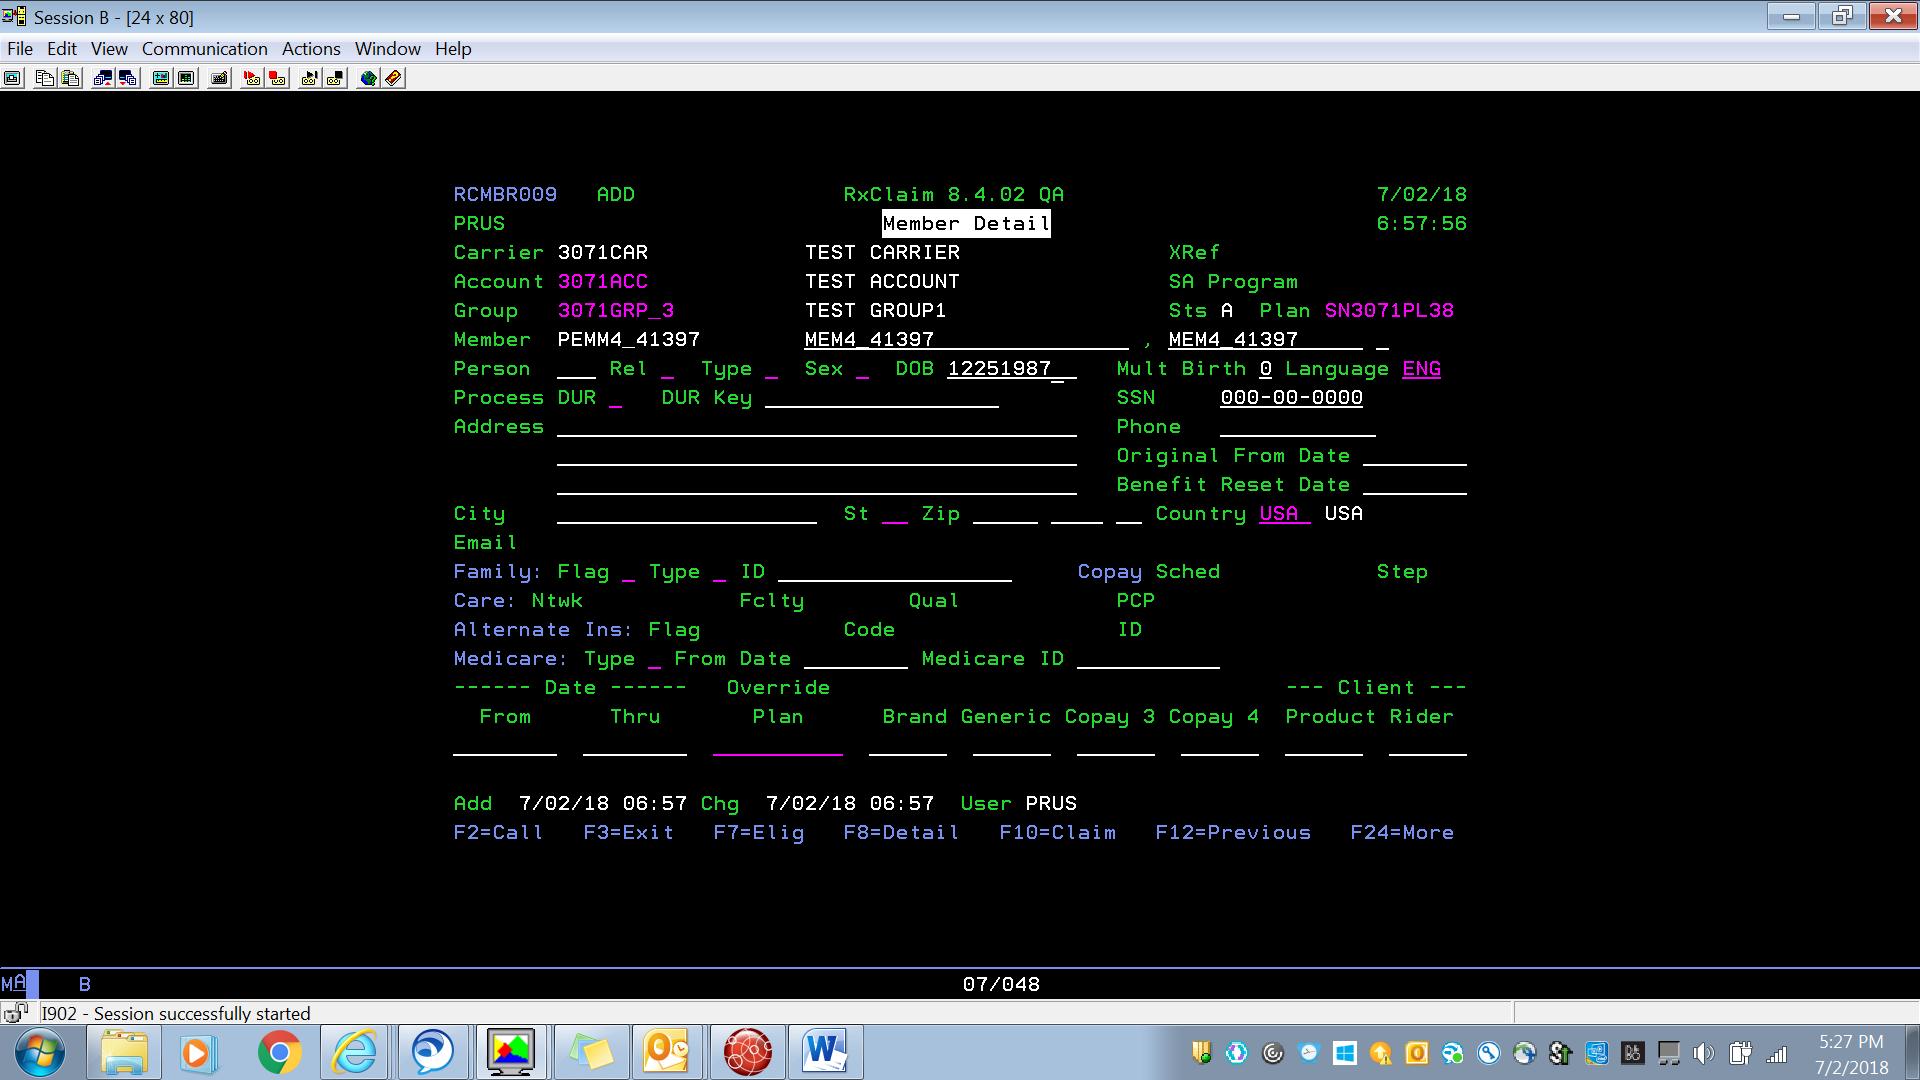 Session B - [24 x 80]
File Edit View Communication Actions Window Help
RCMBR009 ADD RxClaim 8.4.02 QA 7/02/18
PRUS Member Detail 6:57:56
Carrier 3071CAR TEST CARRIER XRef
Account 3071ACC TEST ACCOUNT SA Program
Group 3071GRP_3 TEST GROUP1 Sts A Plan SN3071PL38
Member PEMM4_41397 MEM4_41397 , MEM4_41397
Person Rel Type Sex DOB 12251987 Mult Birth 0 Language ENG
Process DUR DUR Key SSN 000-00-0000
Address Phone
Original From Date
Benefit Reset Date
City St Zip Country USA USA
Email
Family: Flag Type ID Copay Sched Step
Care: Ntwk Fclty Qual PCP
Alternate Ins: Flag Code ID
Medicare: Type From Date Medicare ID
------ Date ------ Override --- Client ---
From Thru Plan Brand Generic Copay 3 Copay 4 Product Rider
Add 7/02/18 06:57 Chg 7/02/18 06:57 User PRUS
F2=Call F3=Exit F7=Elig F8=Detail F10=Claim F12=Previous F24=More
MA B 07/048
I902 - Session successfully started
5:27 PM
7/2/2018